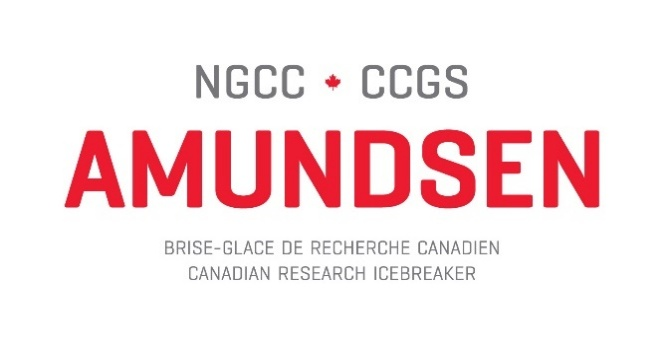 NGCC CCGS
AMUNDSEN
BRISE-GLACE DE RECHERCHE CANADIEN
CANADIAN RESEARCH ICEBREAKER